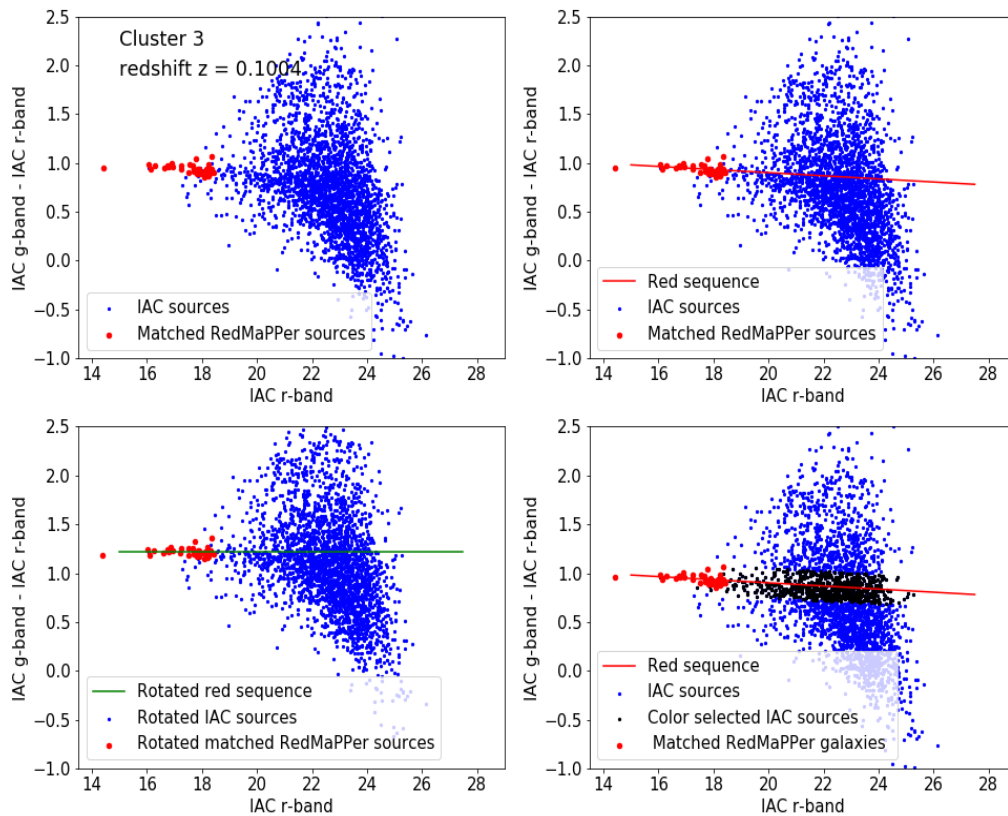 2.5
2.0
1.5
1.0
0.5
0.0
−0.5
−1.0
IAC g-band - IAC r-band
Cluster 3
redshift z = 0.1004
IAC sources
Matched RedMaPPer sources
14 16 18 20 22 24 26 28
IAC r-band
2.5
2.0
1.5
1.0
0.5
0.0
−0.5
−1.0
IAC g-band - IAC r-band
Red sequence
IAC sources
Matched RedMaPPer sources
14 16 18 20 22 24 26 28
IAC r-band
2.5
2.0
1.5
1.0
0.5
0.0
−0.5
−1.0
IAC g-band - IAC r-band
Rotated red sequence
Rotated IAC sources
Rotated matched RedMaPPer sources
14 16 18 20 22 24 26 28
IAC r-band
2.5
2.0
1.5
1.0
0.5
0.0
−0.5
−1.0
IAC g-band - IAC r-band
Red sequence
IAC sources
Color selected IAC sources
Matched RedMaPPer galaxies
14 16 18 20 22 24 26 28
IAC r-band